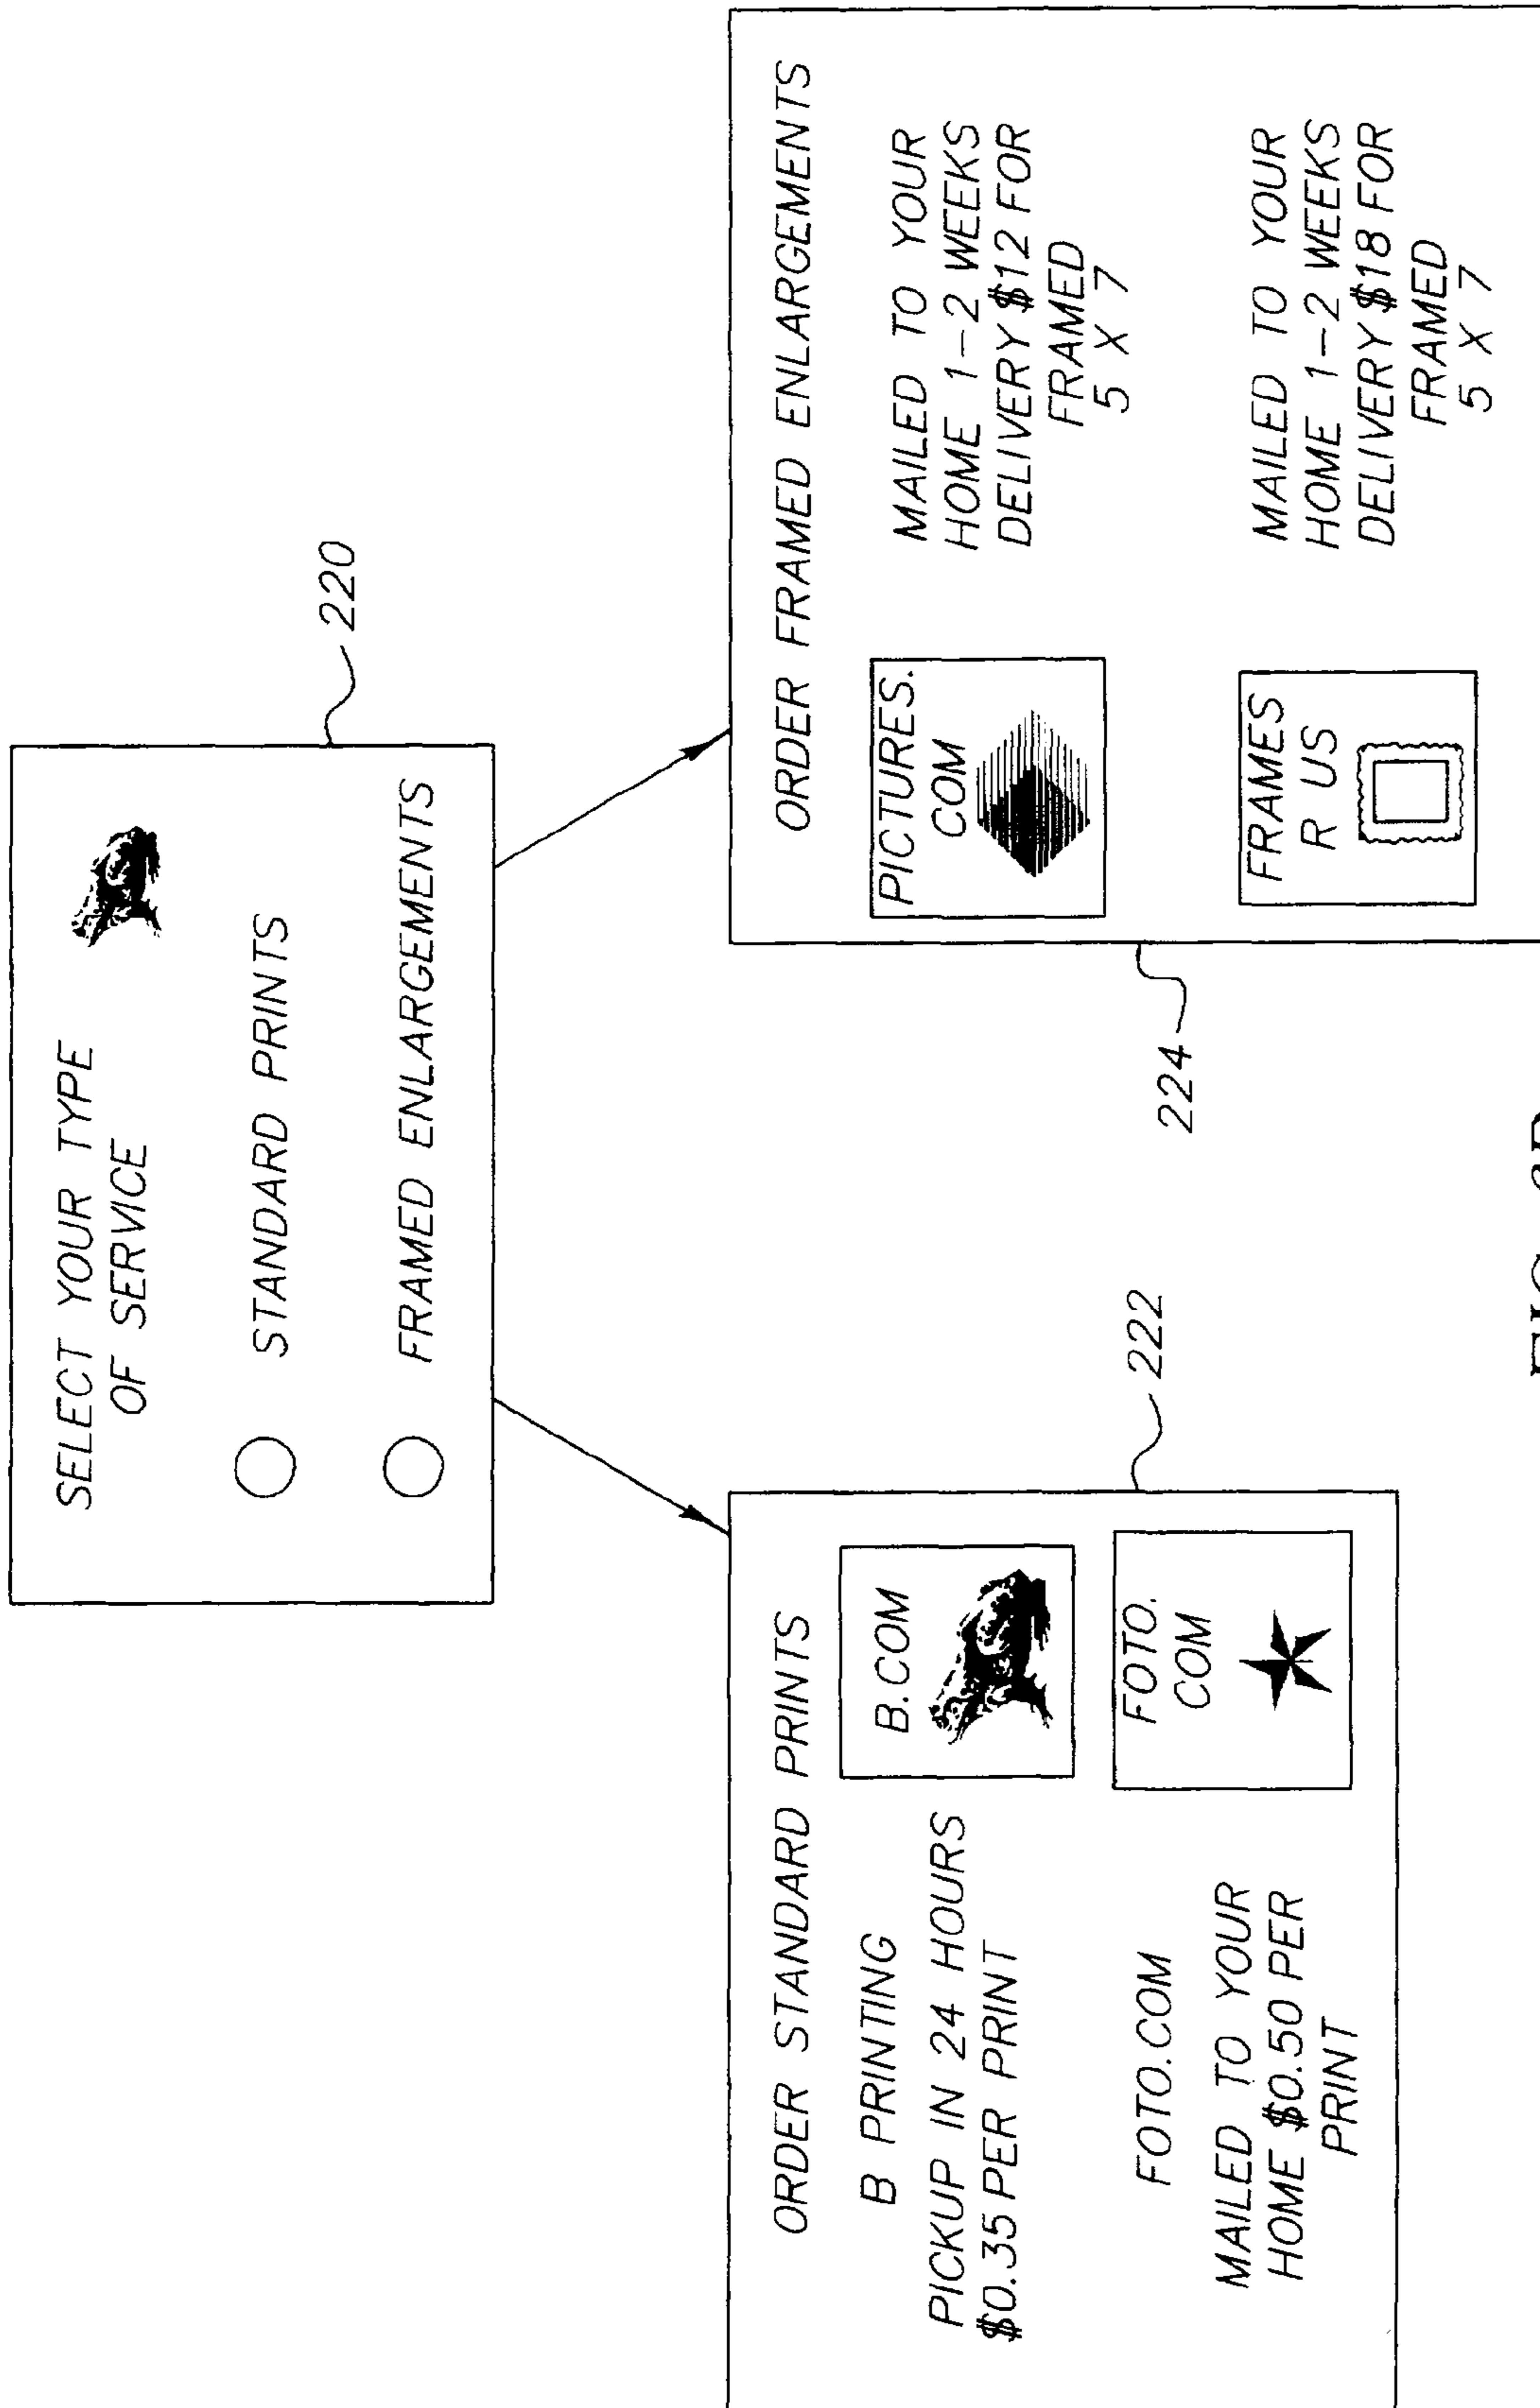 SELECT YOUR TYPE
OF SERVICE
STANDARD PRINTS
FRAMED ENLARGEMENTS
220
ORDER STANDARD PRINTS
B PRINTING
PICKUP IN 24 HOURS
$0.35 PER PRINT
B.COM
FOTO.COM
MAILED TO YOUR
HOME $0.50 PER
PRINT
FOTO.
COM
222
ORDER FRAMED ENLARGEMENTS
PICTURES.
COM
MAILED TO YOUR
HOME 1-2 WEEKS
DELIVERY $12 FOR
FRAMED
5 X 7
FRAMES
R US
MAILED TO YOUR
HOME 1-2 WEEKS
DELIVERY $18 FOR
FRAMED
5 X 7
224